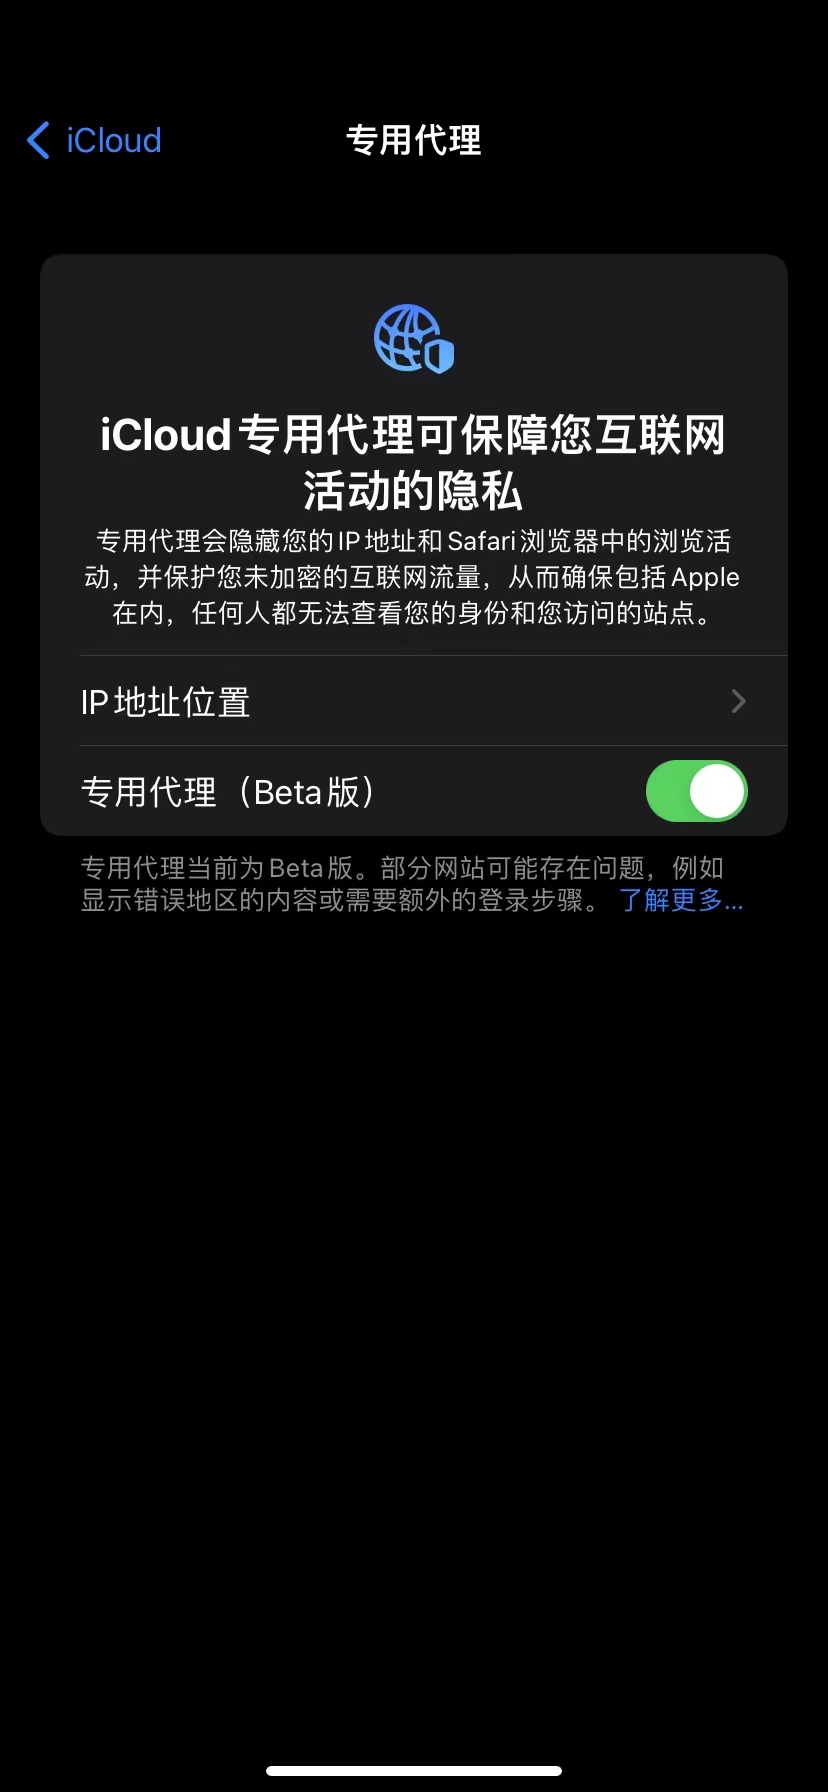 iCloud
专用代理
iCloud专用代理可保障您互联网
活动的隐私
专用代理会隐藏您的IP地址和Safari浏览器中的浏览活
动，并保护您未加密的互联网流量，从而确保包括Apple
在内，任何人都无法查看您的身份和您访问的站点。
IP地址位置
专用代理（Beta版）
专用代理当前为Beta版。部分网站可能存在问题，例如
显示错误地区的内容或需要额外的登录步骤。 了解更多...